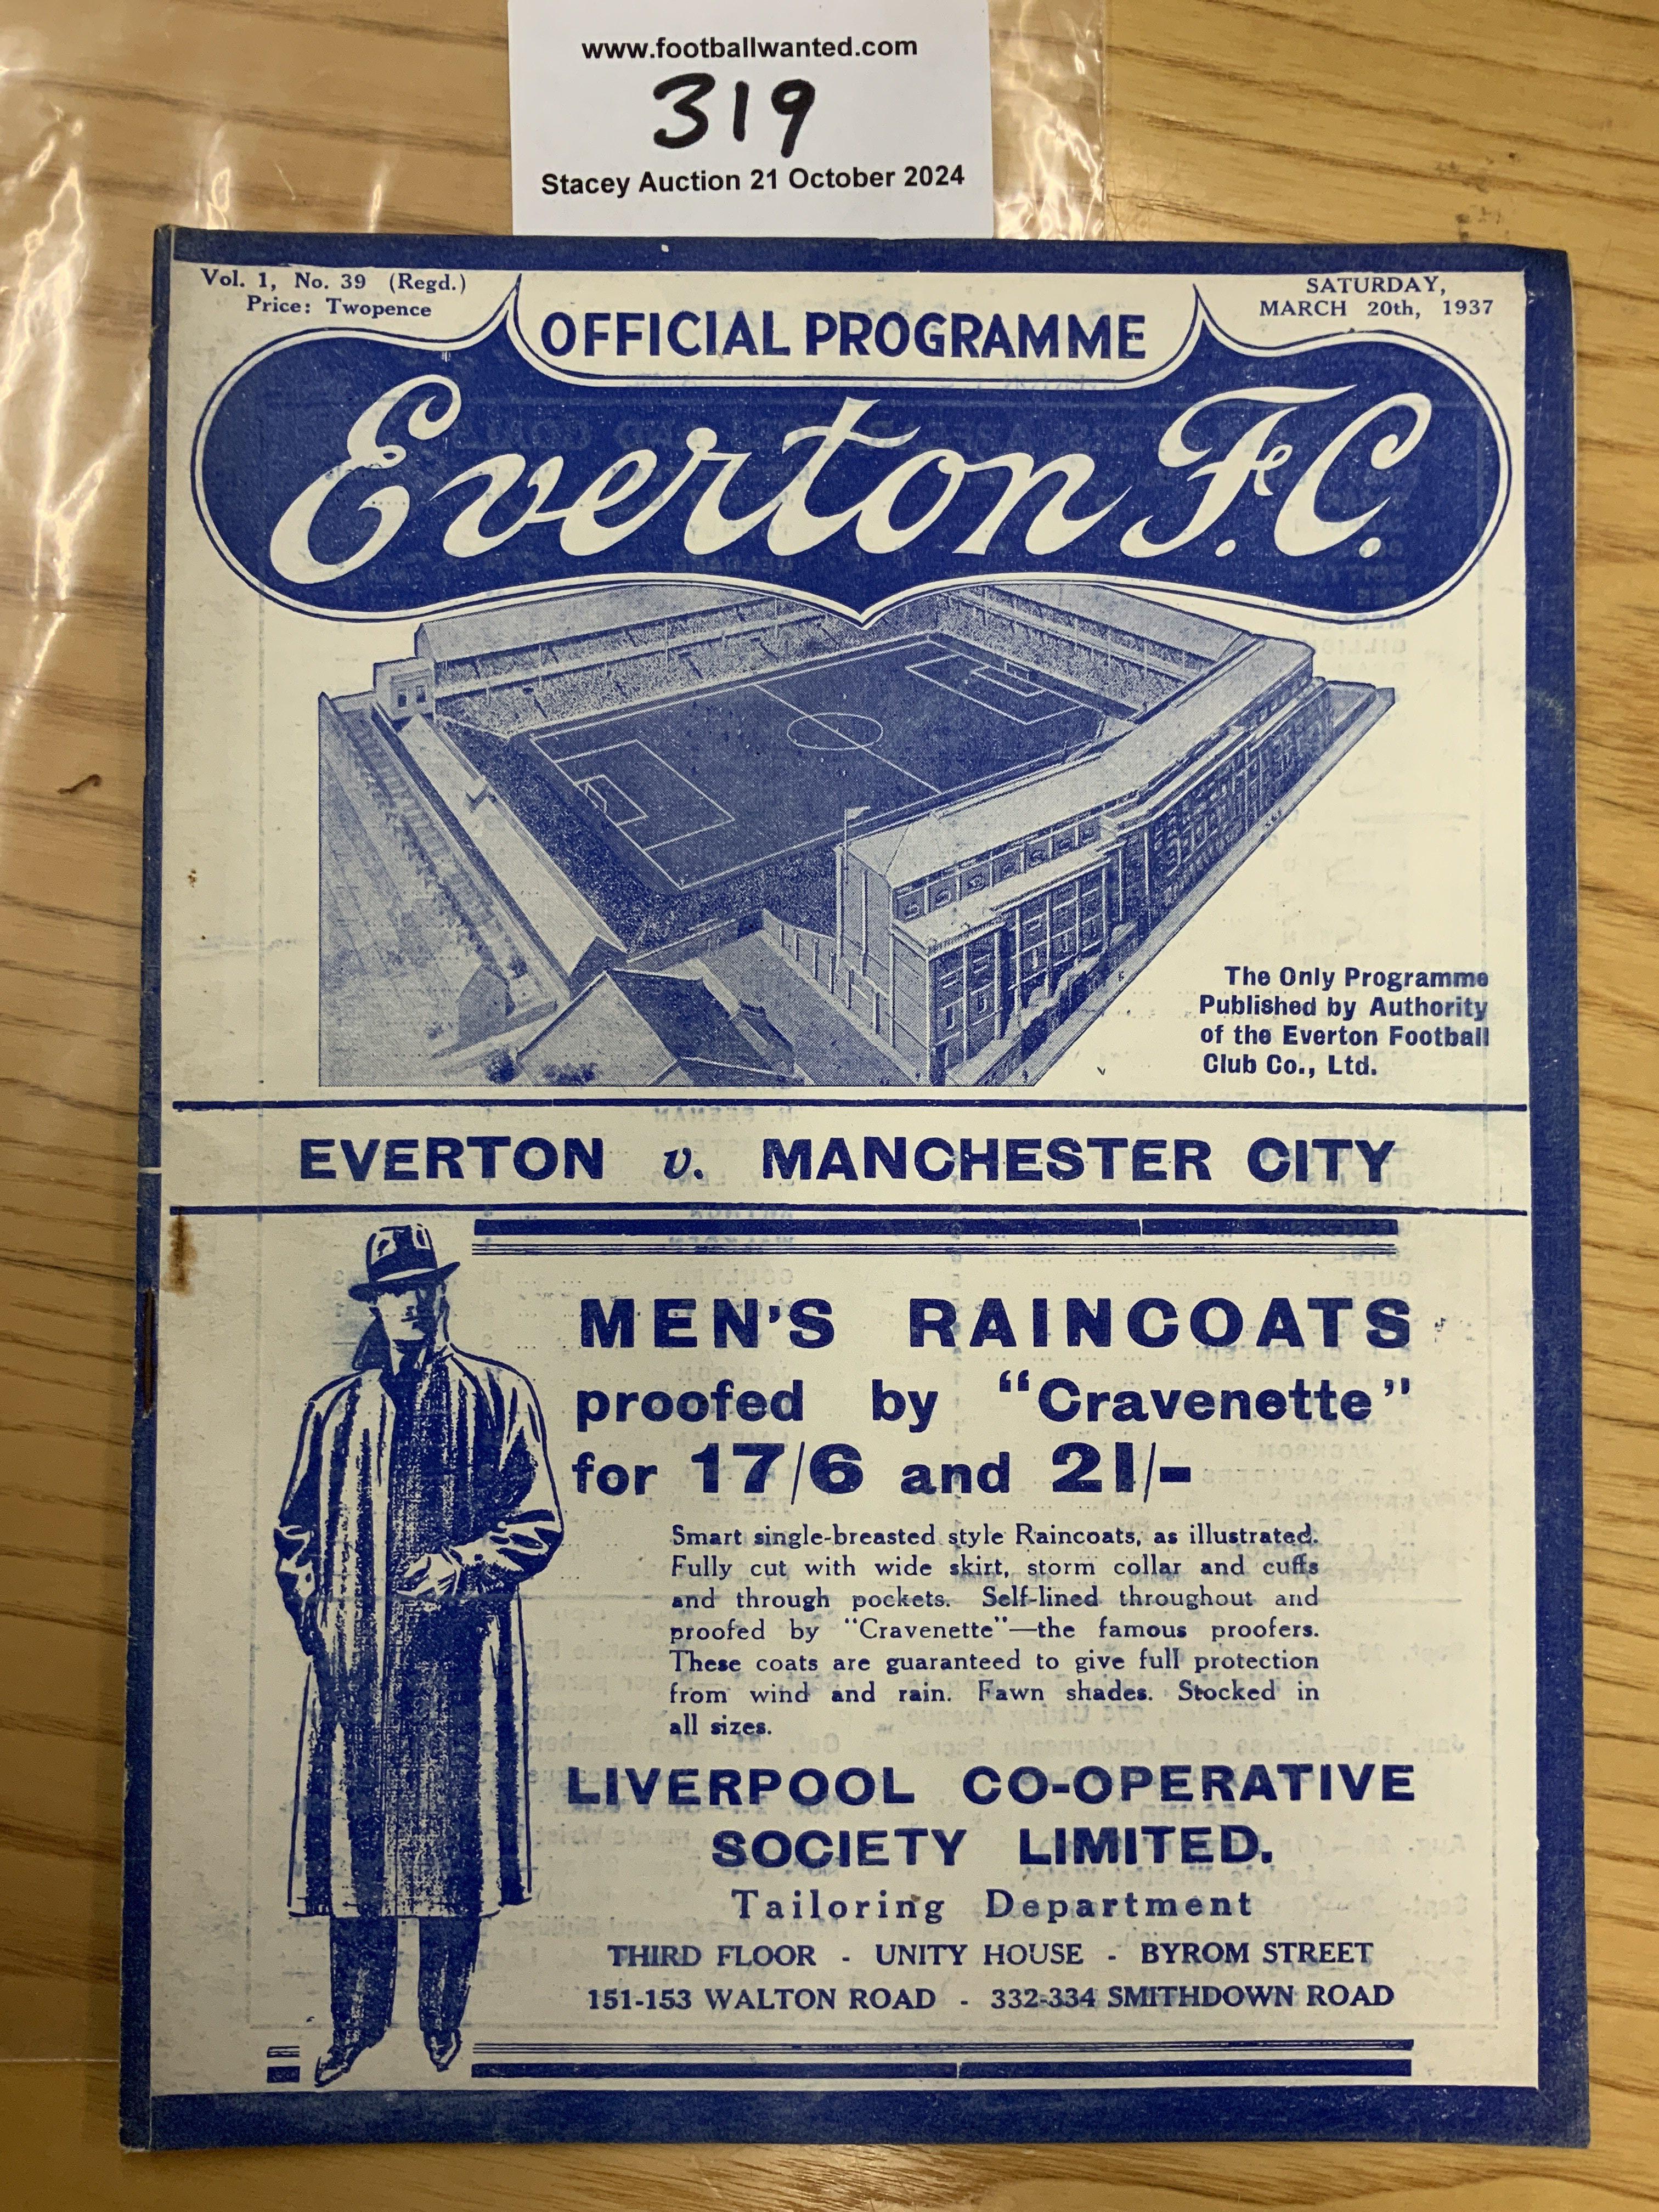 www.footballwanted.com
319
Stacey Auction 21 October 2024
Vol. 1, No. 39 (Regd.)
Price: Twopence
SATURDAY,
MARCH 20th, 1937
OFFICIAL PROGRAMME
Everton F.C.
The Only Programme
Published by Authority
of the Everton Football
Club Co., Ltd.
EVERTON v. MANCHESTER CITY
MEN'S RAINCOATS
proofed by "Cravenette"
for 17/6 and 21/-
Smart single-breasted style Raincoats, as illustrated.
Fully cut with wide skirt, storm collar and cuffs
and through pockets. Self-lined throughout and
proofed by "Cravenette"—the famous proofers.
These coats are guaranteed to give full protection
from wind and rain. Fawn shades. Stocked in
all sizes.
LIVERPOOL CO-OPERATIVE
SOCIETY LIMITED.
Tailoring Department
THIRD FLOOR - UNITY HOUSE - BYROM STREET
151-153 WALTON ROAD - 332-334 SMITHDOWN ROAD